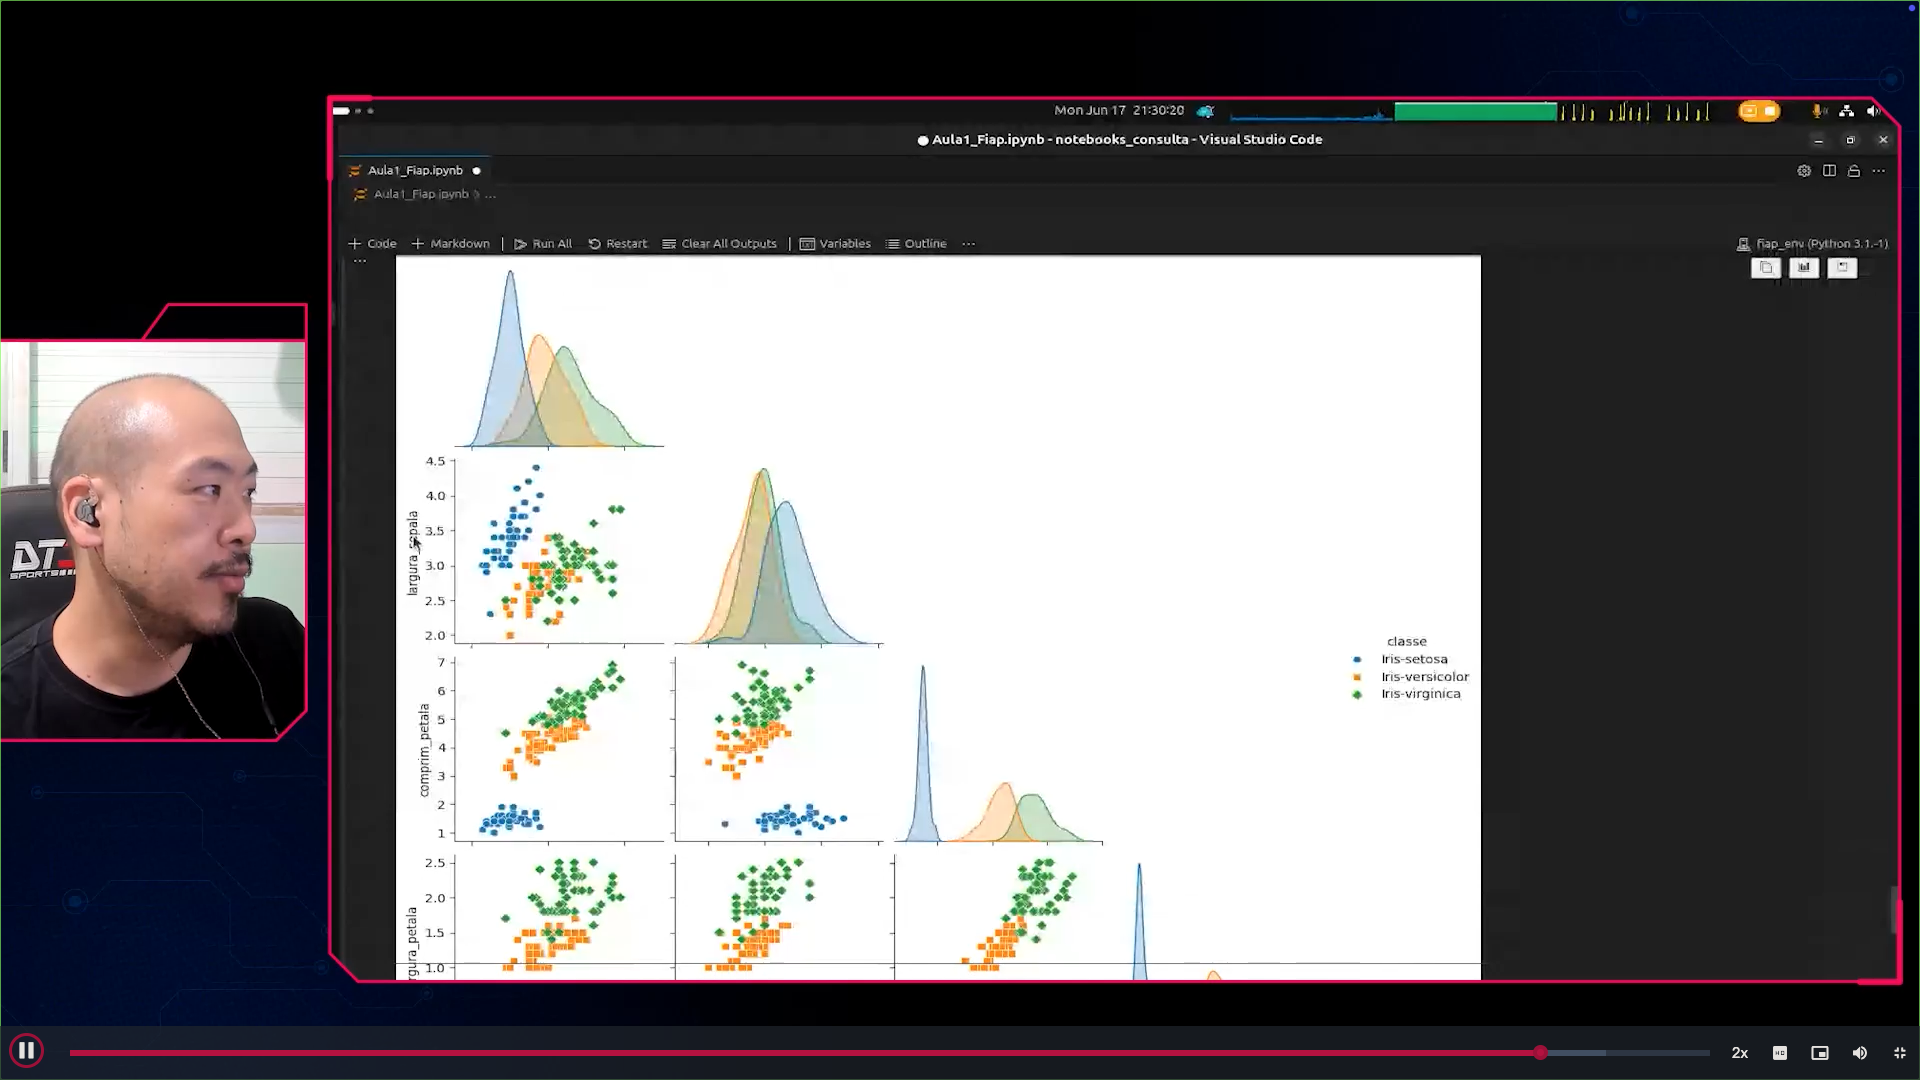 Mon Jun 17 21:30:20
Aula1_Fiap.ipynb - notebooks_consulta - Visual Studio Code
Aula1_Fiap.ipynb
Aula1_Fiap.ipynb > ...
+ Code + Markdown | Run All Restart Clear All Outputs | Variables Outline ...
fiap_env (Python 3.1.-1)
...
4.5
4.0
3.5
3.0
2.5
2.0
largura_sepala
7
6
5
4
3
2
1
comprim_petala
classe
Iris-setosa
Iris-versicolor
Iris-virginica
2.5
2.0
1.5
1.0
rgura_petala
DT
SPORTS
2x
HD